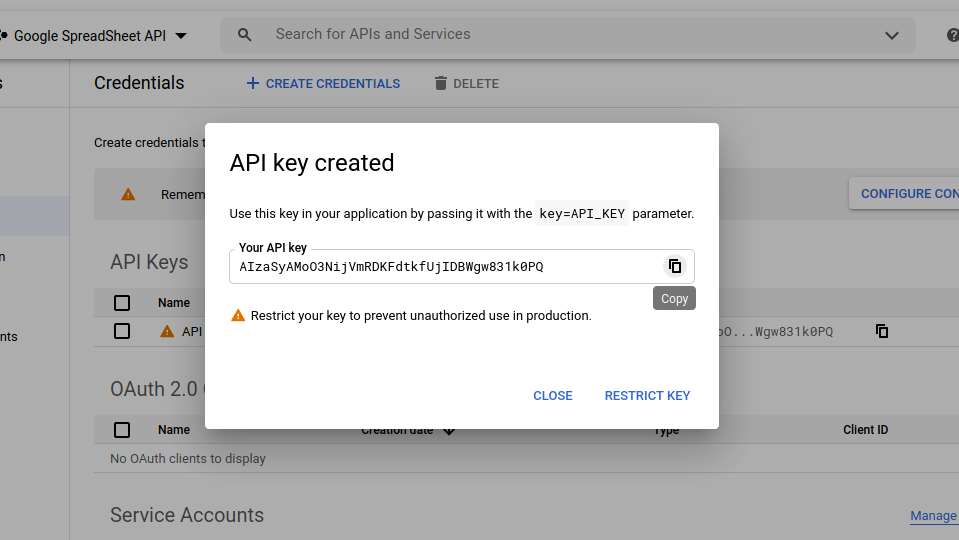 Google SpreadSheet API
Search for APIs and Services
Credentials
+ CREATE CREDENTIALS
DELETE
Create credentials t
Remem
CONFIGURE CON
API key created
Use this key in your application by passing it with the key=API_KEY parameter.
Your API key
AIzaSyAMoO3NijVmRDKFdtkfUjIDBWgw831k0PQ
Copy
Restrict your key to prevent unauthorized use in production.
CLOSE
RESTRICT KEY
API Keys
Name
API
oO...Wgw831k0PQ
OAuth 2.0
Name
Creation date
Type
Client ID
No OAuth clients to display
Service Accounts
Manage
s
n
nts